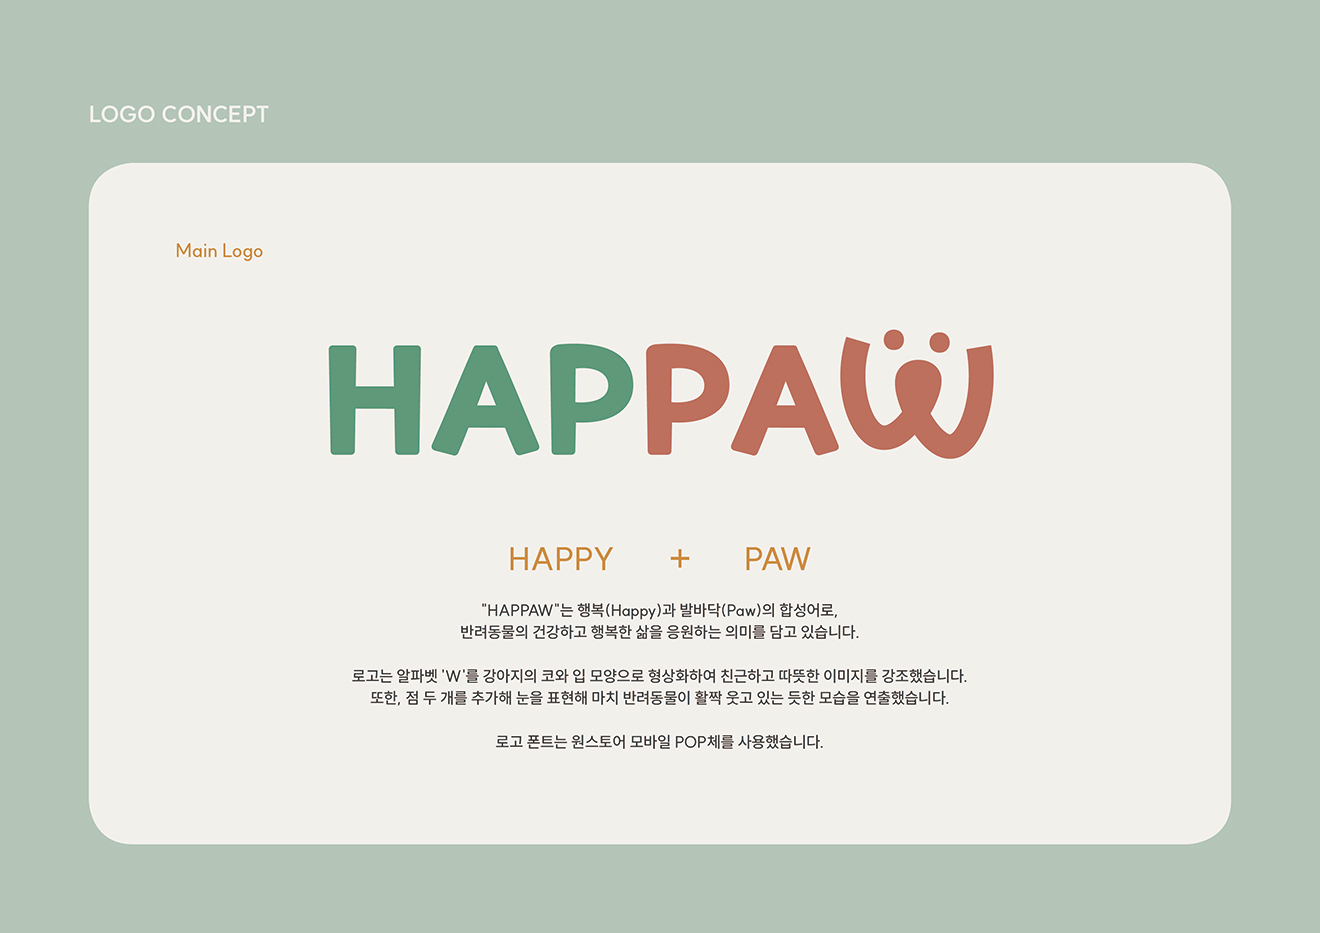 LOGO CONCEPT
Main Logo
HAPPAW
HAPPY + PAW
"HAPPAW"는 행복(Happy)과 발바닥(Paw)의 합성어로,
반려동물의 건강하고 행복한 삶을 응원하는 의미를 담고 있습니다.
로고는 알파벳 'W'를 강아지의 코와 입 모양으로 형상화하여 친근하고 따뜻한 이미지를 강조했습니다.
또한, 점 두 개를 추가해 눈을 표현해 마치 반려동물이 활짝 웃고 있는 듯한 모습을 연출했습니다.
로고 폰트는 원스토어 모바일 POP체를 사용했습니다.